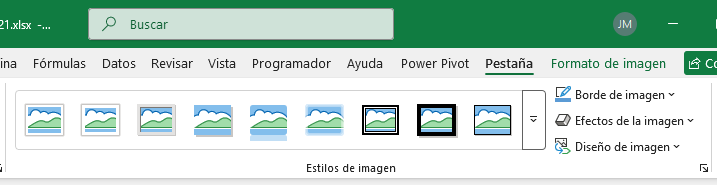 21.xlsx -...
Buscar
JM
ina Fórmulas Datos Revisar Vista Programador Ayuda Power Pivot Pestaña Formato de imagen Co
Borde de imagen
Efectos de la imagen
Diseño de imagen
Estilos de imagen